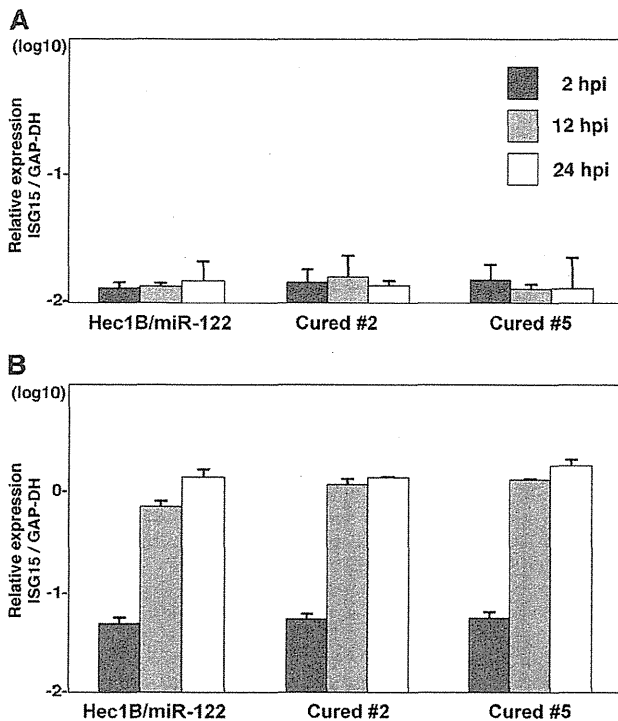 A
(log10)
Relative expression
ISG15 / GAP-DH
-1-
-2-
2 hpi
12 hpi
24 hpi
Hec1B/miR-122
Cured #2
Cured #5
B
(log10)
Relative expression
ISG15 / GAP-DH
0-
-1-
-2-
Hec1B/miR-122
Cured #2
Cured #5